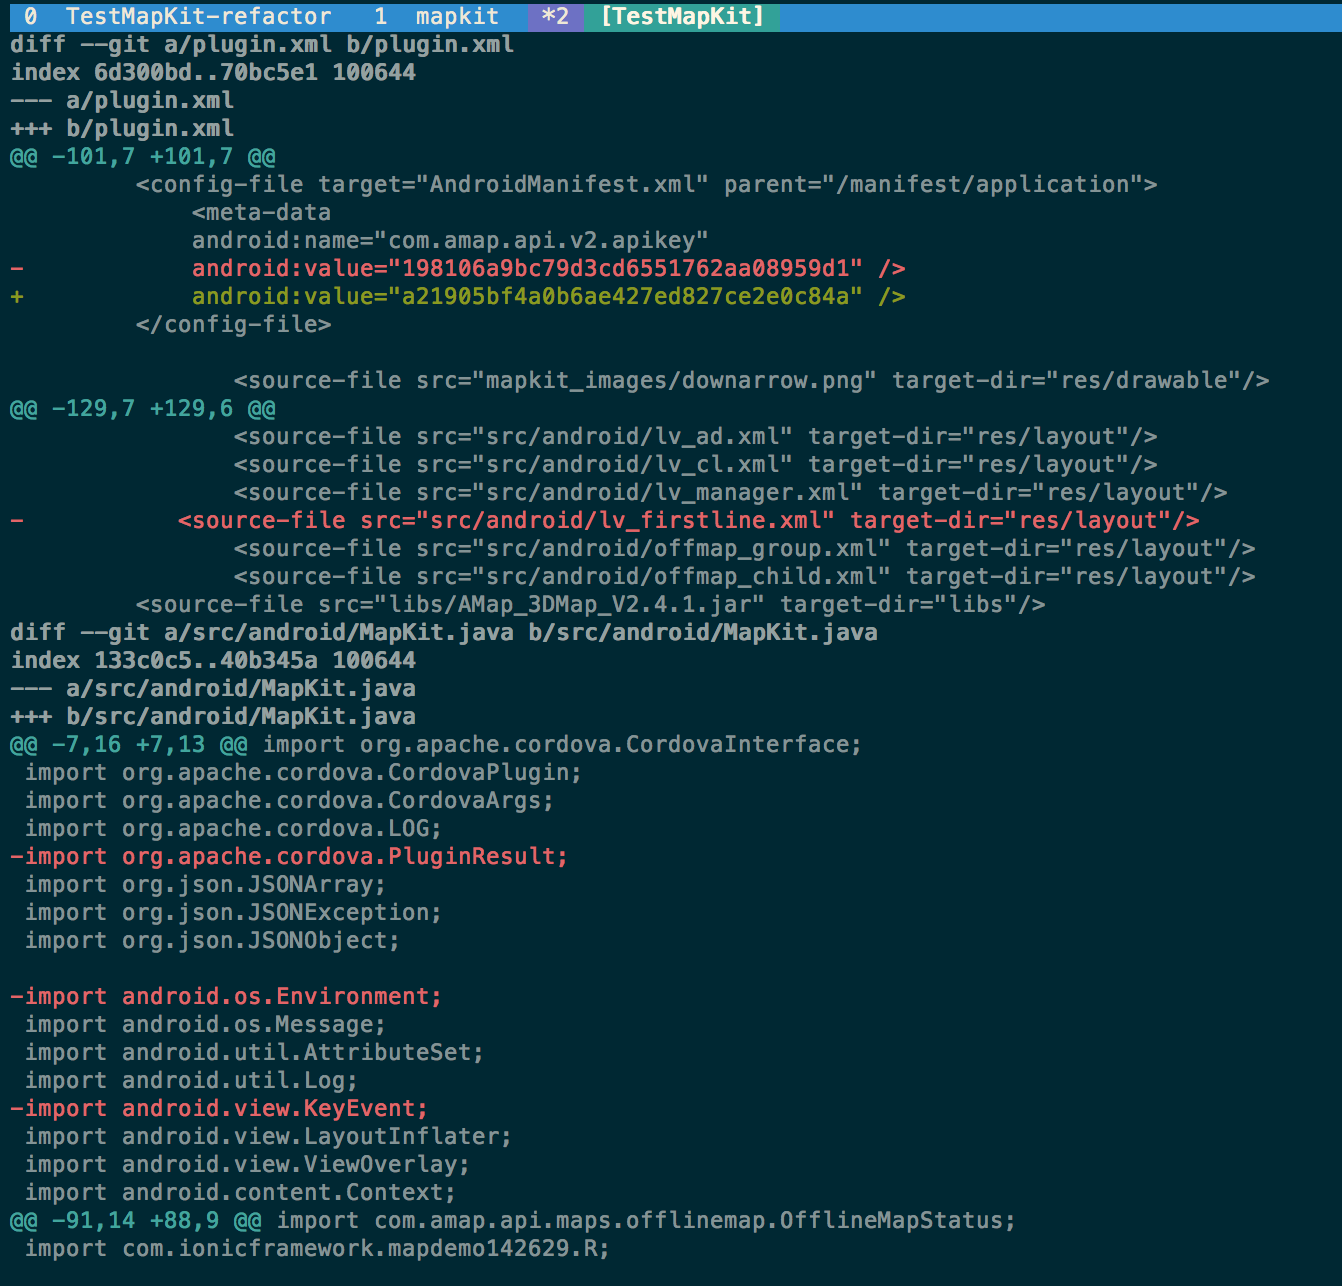 0  TestMapKit-refactor   1  mapkit   *2  [TestMapKit]
diff --git a/plugin.xml b/plugin.xml
index 6d300bd..70bc5e1 100644
--- a/plugin.xml
+++ b/plugin.xml
@@ -101,7 +101,7 @@
         <config-file target="AndroidManifest.xml" parent="/manifest/application">
             <meta-data
             android:name="com.amap.api.v2.apikey"
-            android:value="198106a9bc79d3cd6551762aa08959d1" />
+            android:value="a21905bf4a0b6ae427ed827ce2e0c84a" />
         </config-file>
                <source-file src="mapkit_images/downarrow.png" target-dir="res/drawable"/>
@@ -129,7 +129,6 @@
                <source-file src="src/android/lv_ad.xml" target-dir="res/layout"/>
                <source-file src="src/android/lv_cl.xml" target-dir="res/layout"/>
                <source-file src="src/android/lv_manager.xml" target-dir="res/layout"/>
-           <source-file src="src/android/lv_firstline.xml" target-dir="res/layout"/>
                <source-file src="src/android/offmap_group.xml" target-dir="res/layout"/>
                <source-file src="src/android/offmap_child.xml" target-dir="res/layout"/>
         <source-file src="libs/AMap_3DMap_V2.4.1.jar" target-dir="libs"/>
diff --git a/src/android/MapKit.java b/src/android/MapKit.java
index 133c0c5..40b345a 100644
--- a/src/android/MapKit.java
+++ b/src/android/MapKit.java
@@ -7,16 +7,13 @@ import org.apache.cordova.CordovaInterface;
 import org.apache.cordova.CordovaPlugin;
 import org.apache.cordova.CordovaArgs;
 import org.apache.cordova.LOG;
-import org.apache.cordova.PluginResult;
 import org.json.JSONArray;
 import org.json.JSONException;
 import org.json.JSONObject;
-import android.os.Environment;
 import android.os.Message;
 import android.util.AttributeSet;
 import android.util.Log;
-import android.view.KeyEvent;
 import android.view.LayoutInflater;
 import android.view.ViewOverlay;
 import android.content.Context;
@@ -91,14 +88,9 @@ import com.amap.api.maps.offlinemap.OfflineMapStatus;
 import com.ionicframework.mapdemo142629.R;